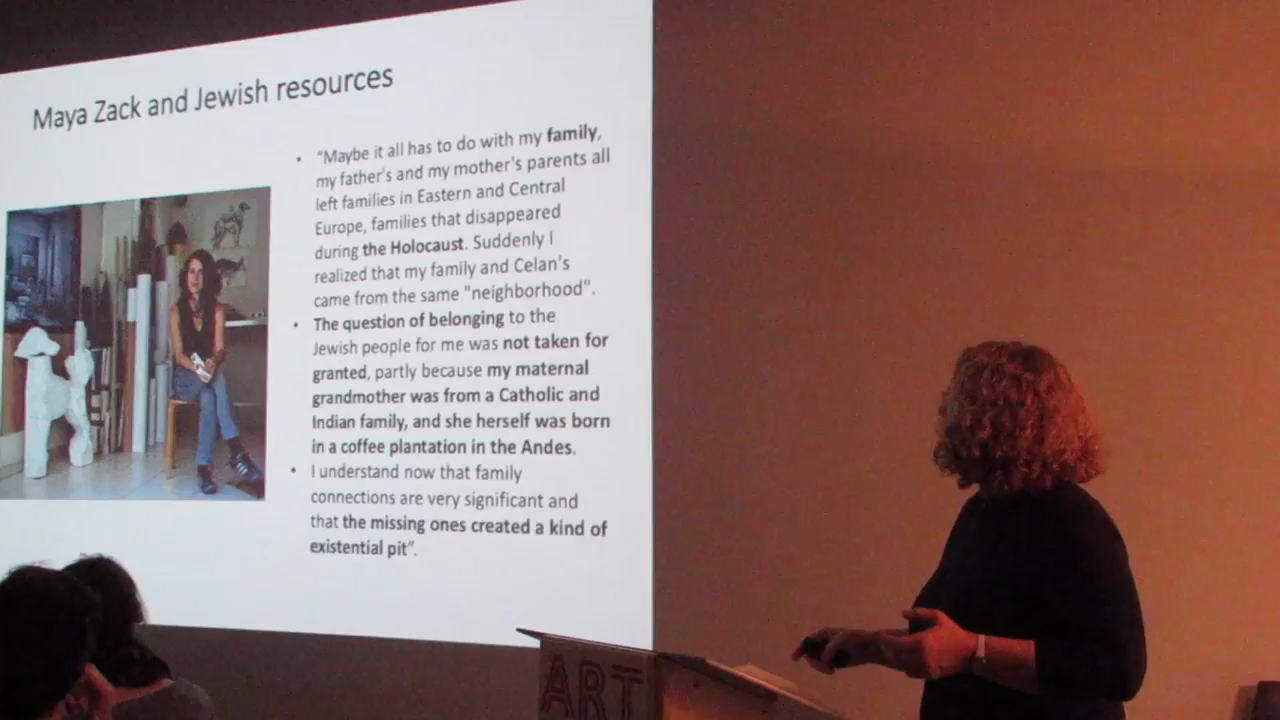 Maya Zack and Jewish resources
• "Maybe it all has to do with my family,
my father's and my mother's parents all
left families in Eastern and Central
Europe, families that disappeared
during the Holocaust. Suddenly I
realized that my family and Celan's
came from the same "neighborhood".
• The question of belonging to the
Jewish people for me was not taken for
granted, partly because my maternal
grandmother was from a Catholic and
Indian family, and she herself was born
in a coffee plantation in the Andes.
• I understand now that family
connections are very significant and
that the missing ones created a kind of
existential pit".
ART